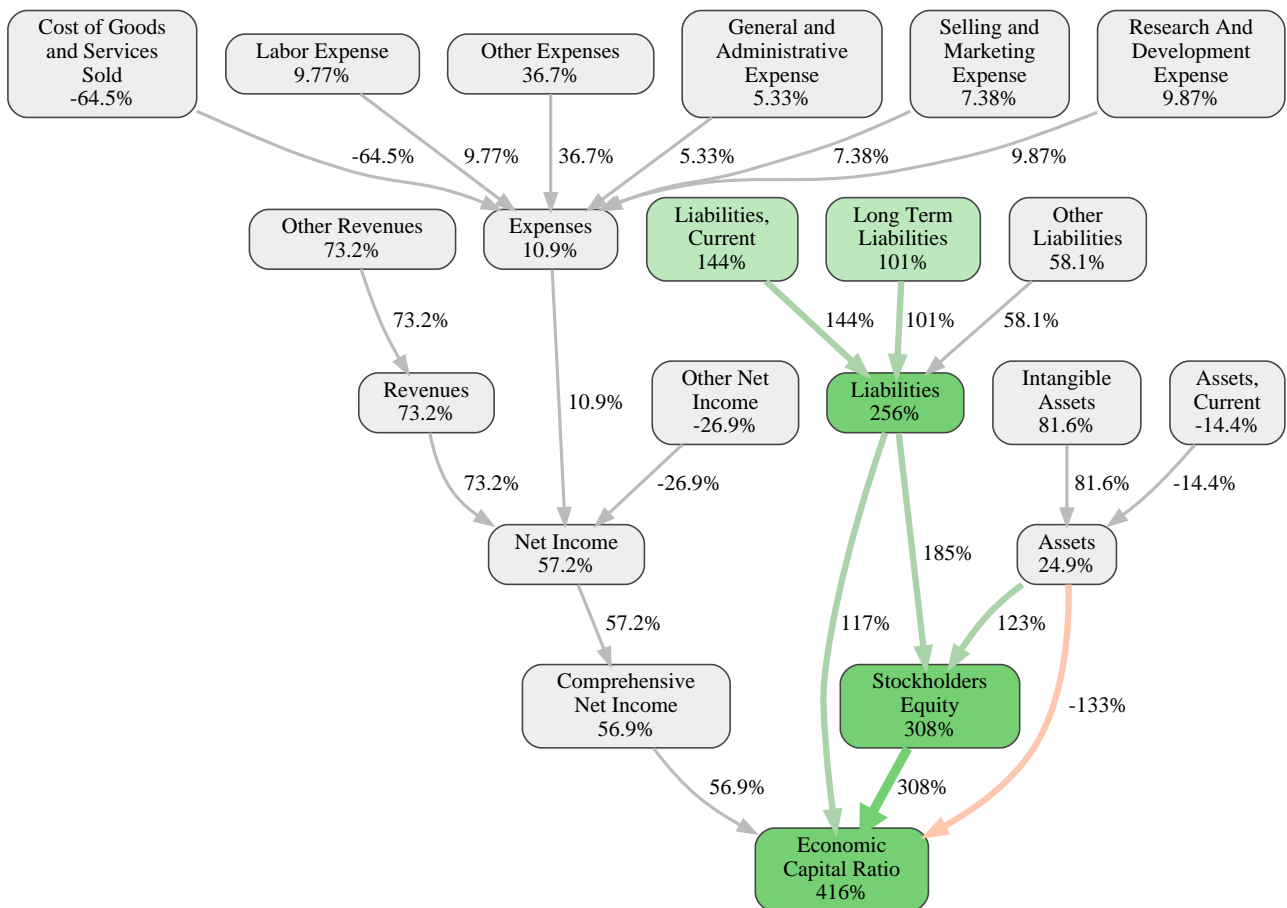 Cost of Goods
and Services
Sold
-64.5%
Labor Expense
9.77%
Other Expenses
36.7%
General and
Administrative
Expense
5.33%
Selling and
Marketing
Expense
7.38%
Research And
Development
Expense
9.87%
-64.5%
9.77%
36.7%
5.33%
7.38%
9.87%
Other Revenues
73.2%
Expenses
10.9%
Liabilities,
Current
144%
Long Term
Liabilities
101%
Other
Liabilities
58.1%
73.2%
144%
101%
58.1%
Revenues
73.2%
10.9%
Other Net
Income
-26.9%
Liabilities
256%
Intangible
Assets
81.6%
Assets,
Current
-14.4%
73.2%
-26.9%
81.6%
-14.4%
Net Income
57.2%
185%
Assets
24.9%
57.2%
117%
123%
Comprehensive
Net Income
56.9%
Stockholders
Equity
308%
-133%
56.9%
308%
Economic
Capital Ratio
416%